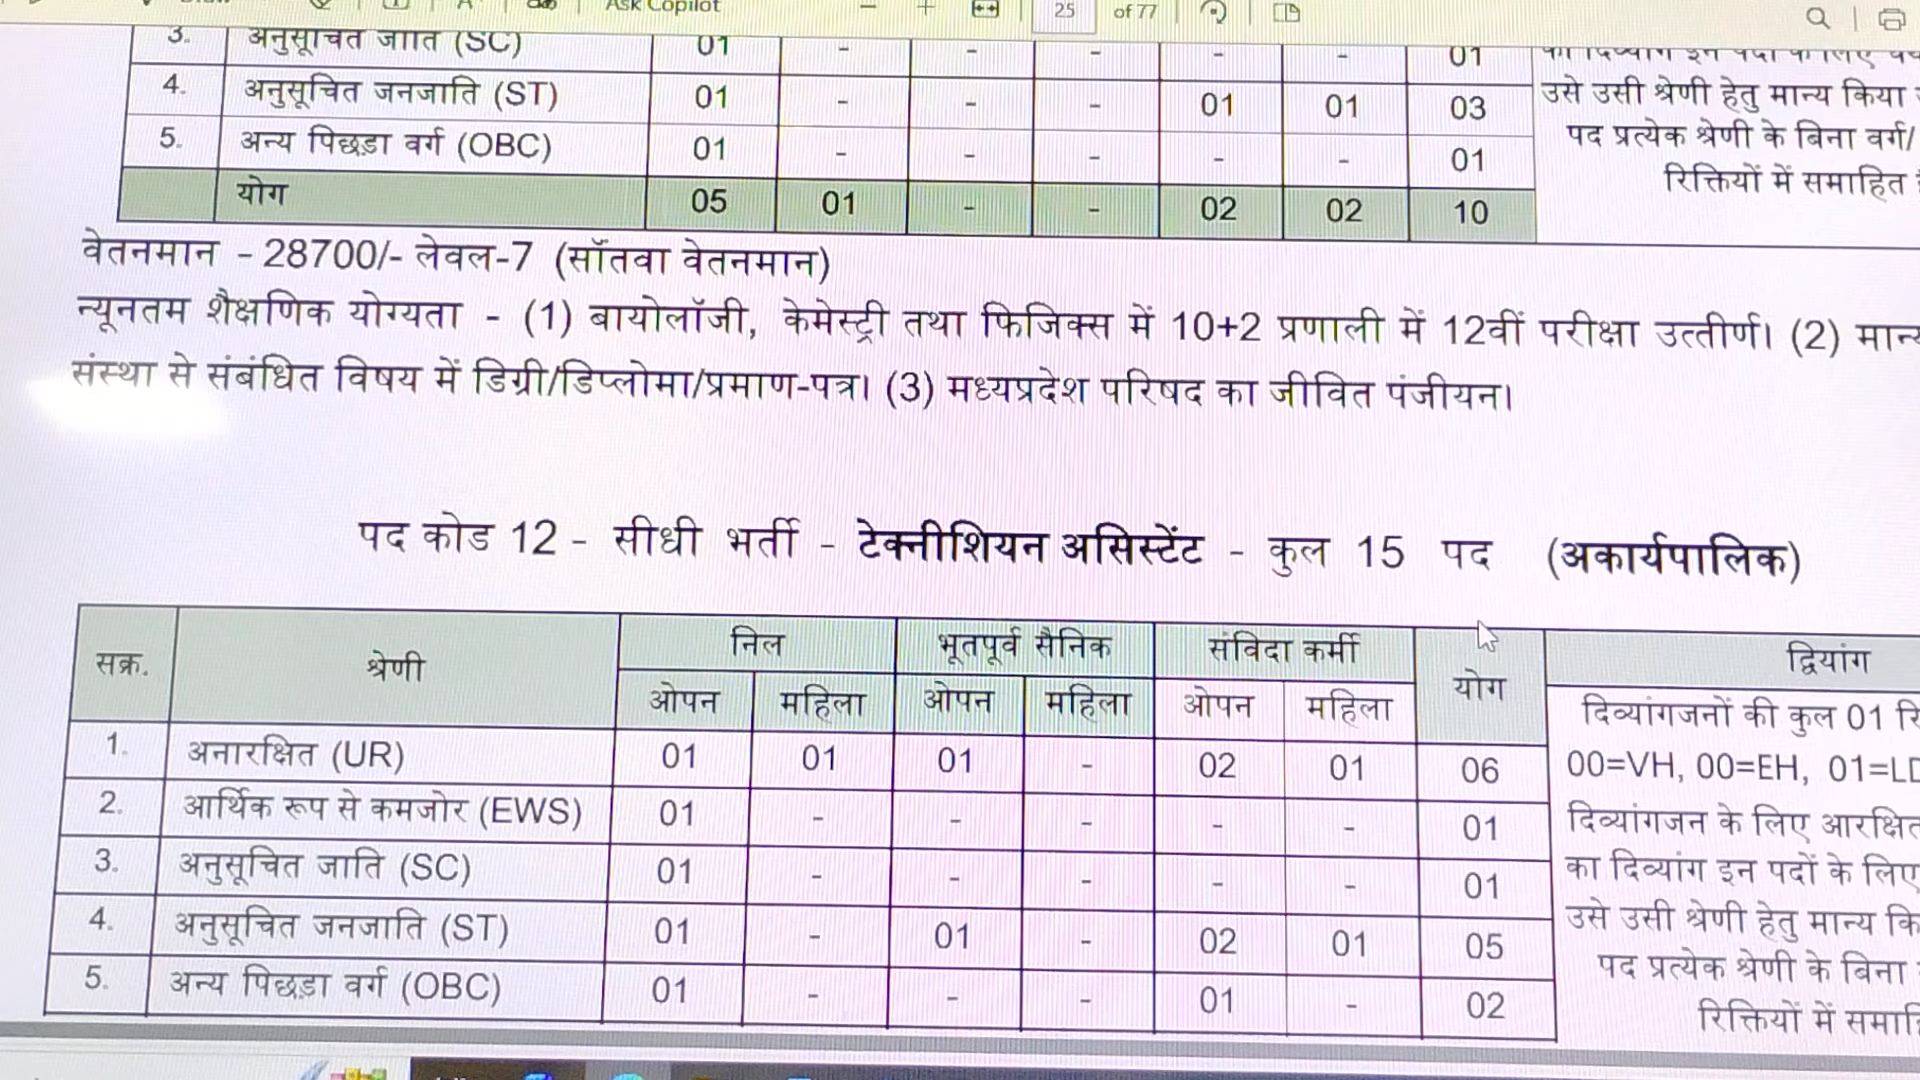 Ask Copilot
25 of 77
3. अनुसूचित जाति (SC) 01 - - - - - 01
4. अनुसूचित जनजाति (ST) 01 - - - 01 01 03
उसे उसी श्रेणी हेतु मान्य किया
5. अन्य पिछड़ा वर्ग (OBC) 01 - - - - - 01
पद प्रत्येक श्रेणी के बिना वर्ग/
रिक्तियों में समाहित
योग 05 01 - - 02 02 10
वेतनमान - 28700/- लेवल-7 (सॉतवा वेतनमान)
न्यूनतम शैक्षणिक योग्यता - (1) बायोलॉजी, केमेस्ट्री तथा फिजिक्स में 10+2 प्रणाली में 12वीं परीक्षा उत्तीर्ण। (2)
संस्था से संबंधित विषय में डिग्री/डिप्लोमा/प्रमाण-पत्र। (3) मध्यप्रदेश परिषद का जीवित पंजीयन।
पद कोड 12 - सीधी भर्ती - टेक्नीशियन असिस्टेंट - कुल 15 पद (अकार्यपालिक)
सक्र. श्रेणी निल भूतपूर्व सैनिक संविदा कर्मी योग द्वियांग
ओपन महिला ओपन महिला ओपन महिला
दिव्यांगजनों की कुल 01
1. अनारक्षित (UR) 01 01 01 - 02 01 06
00=VH, 00=EH, 01=
2. आर्थिक रूप से कमजोर (EWS) 01 - - - - - 01
दिव्यांगजन के लिए
3. अनुसूचित जाति (SC) 01 - - - - - 01
का दिव्यांग इन पदों के लिए
4. अनुसूचित जनजाति (ST) 01 - 01 - 02 01 05
उसे उसी श्रेणी हेतु मान्य
पद प्रत्येक श्रेणी के बिना
5. अन्य पिछड़ा वर्ग (OBC) 01 - - - 01 - 02
रिक्तियों में